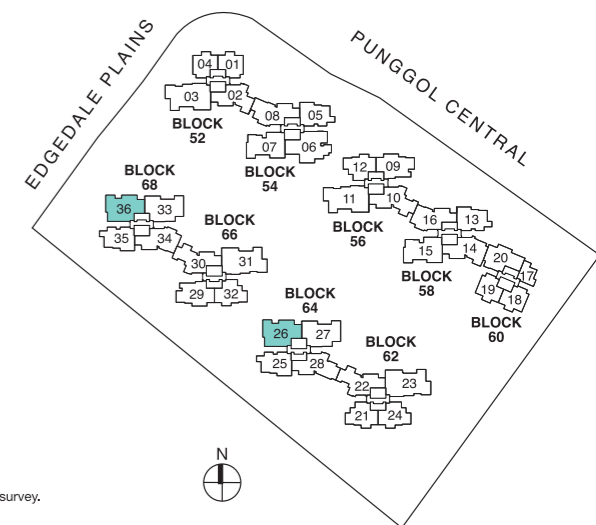 EDGEDALE PLAINS
PUNGGOL CENTRAL
04 01
03 02
BLOCK
52
08 05
07 06
BLOCK
54
12 09
11 10
BLOCK
56
16 13
15 14
BLOCK
58
20 17
19 18
BLOCK
60
BLOCK
68
36 33
35 34
BLOCK
66
30 31
29 32
BLOCK
64
26 27
25 28
BLOCK
62
22 23
21 24
N
survey.